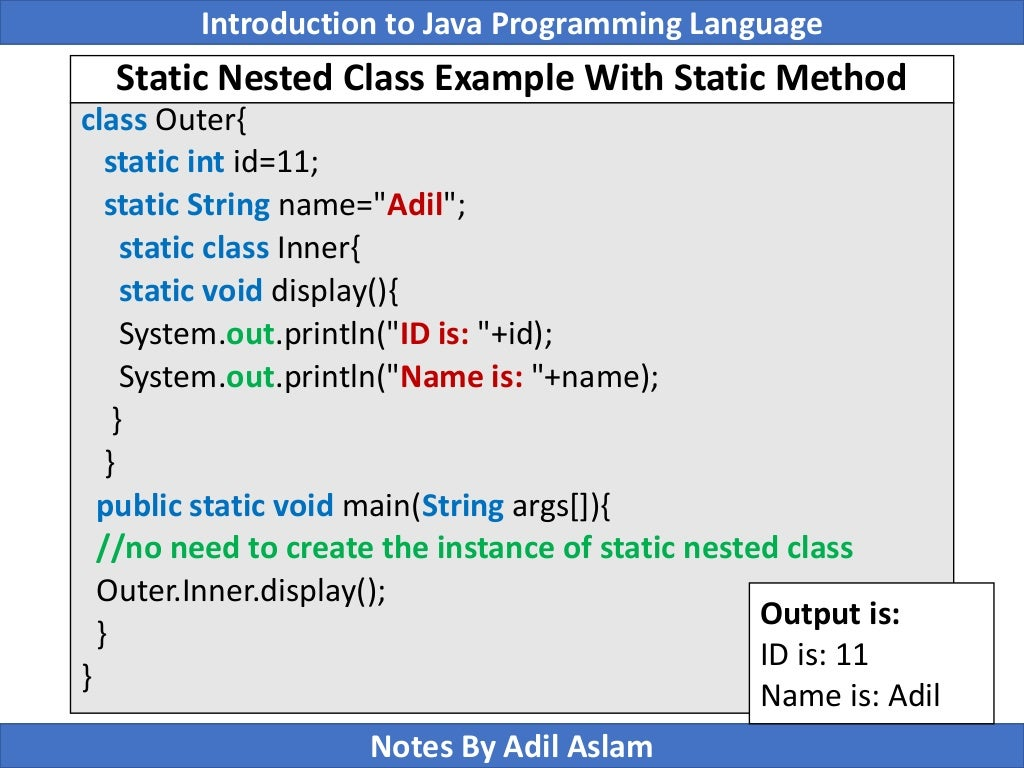 Introduction to Java Programming Language
Static Nested Class Example With Static Method
class Outer{
static int id=11;
static String name="Adil";
static class Inner{
static void display(){
System.out.println("ID is: "+id);
System.out.println("Name is: "+name);
}
}
public static void main(String args[]){
//no need to create the instance of static nested class
Outer.Inner.display();
}
}
Output is:
ID is: 11
Name is: Adil
Notes By Adil Aslam